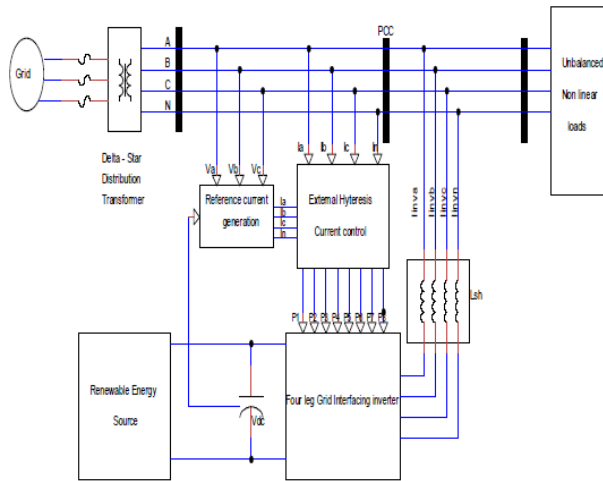 Grid
A
B
C
N
PCC
Unbalanced
Non linear
loads
Delta - Star
Distribution
Transformer
Va
Vb
Vc
Ia
Ib
Ic
In
Reference current
generation
Ia
Ib
Ic
In
External Hyteresis
Current control
Iinva
Iinvb
Iinvc
Iinvn
Lsh
P1
P2
P3
P4
P5
P6
P7
P8
Renewable Energy
Source
Vdc
Four leg Grid Interfacing inverter